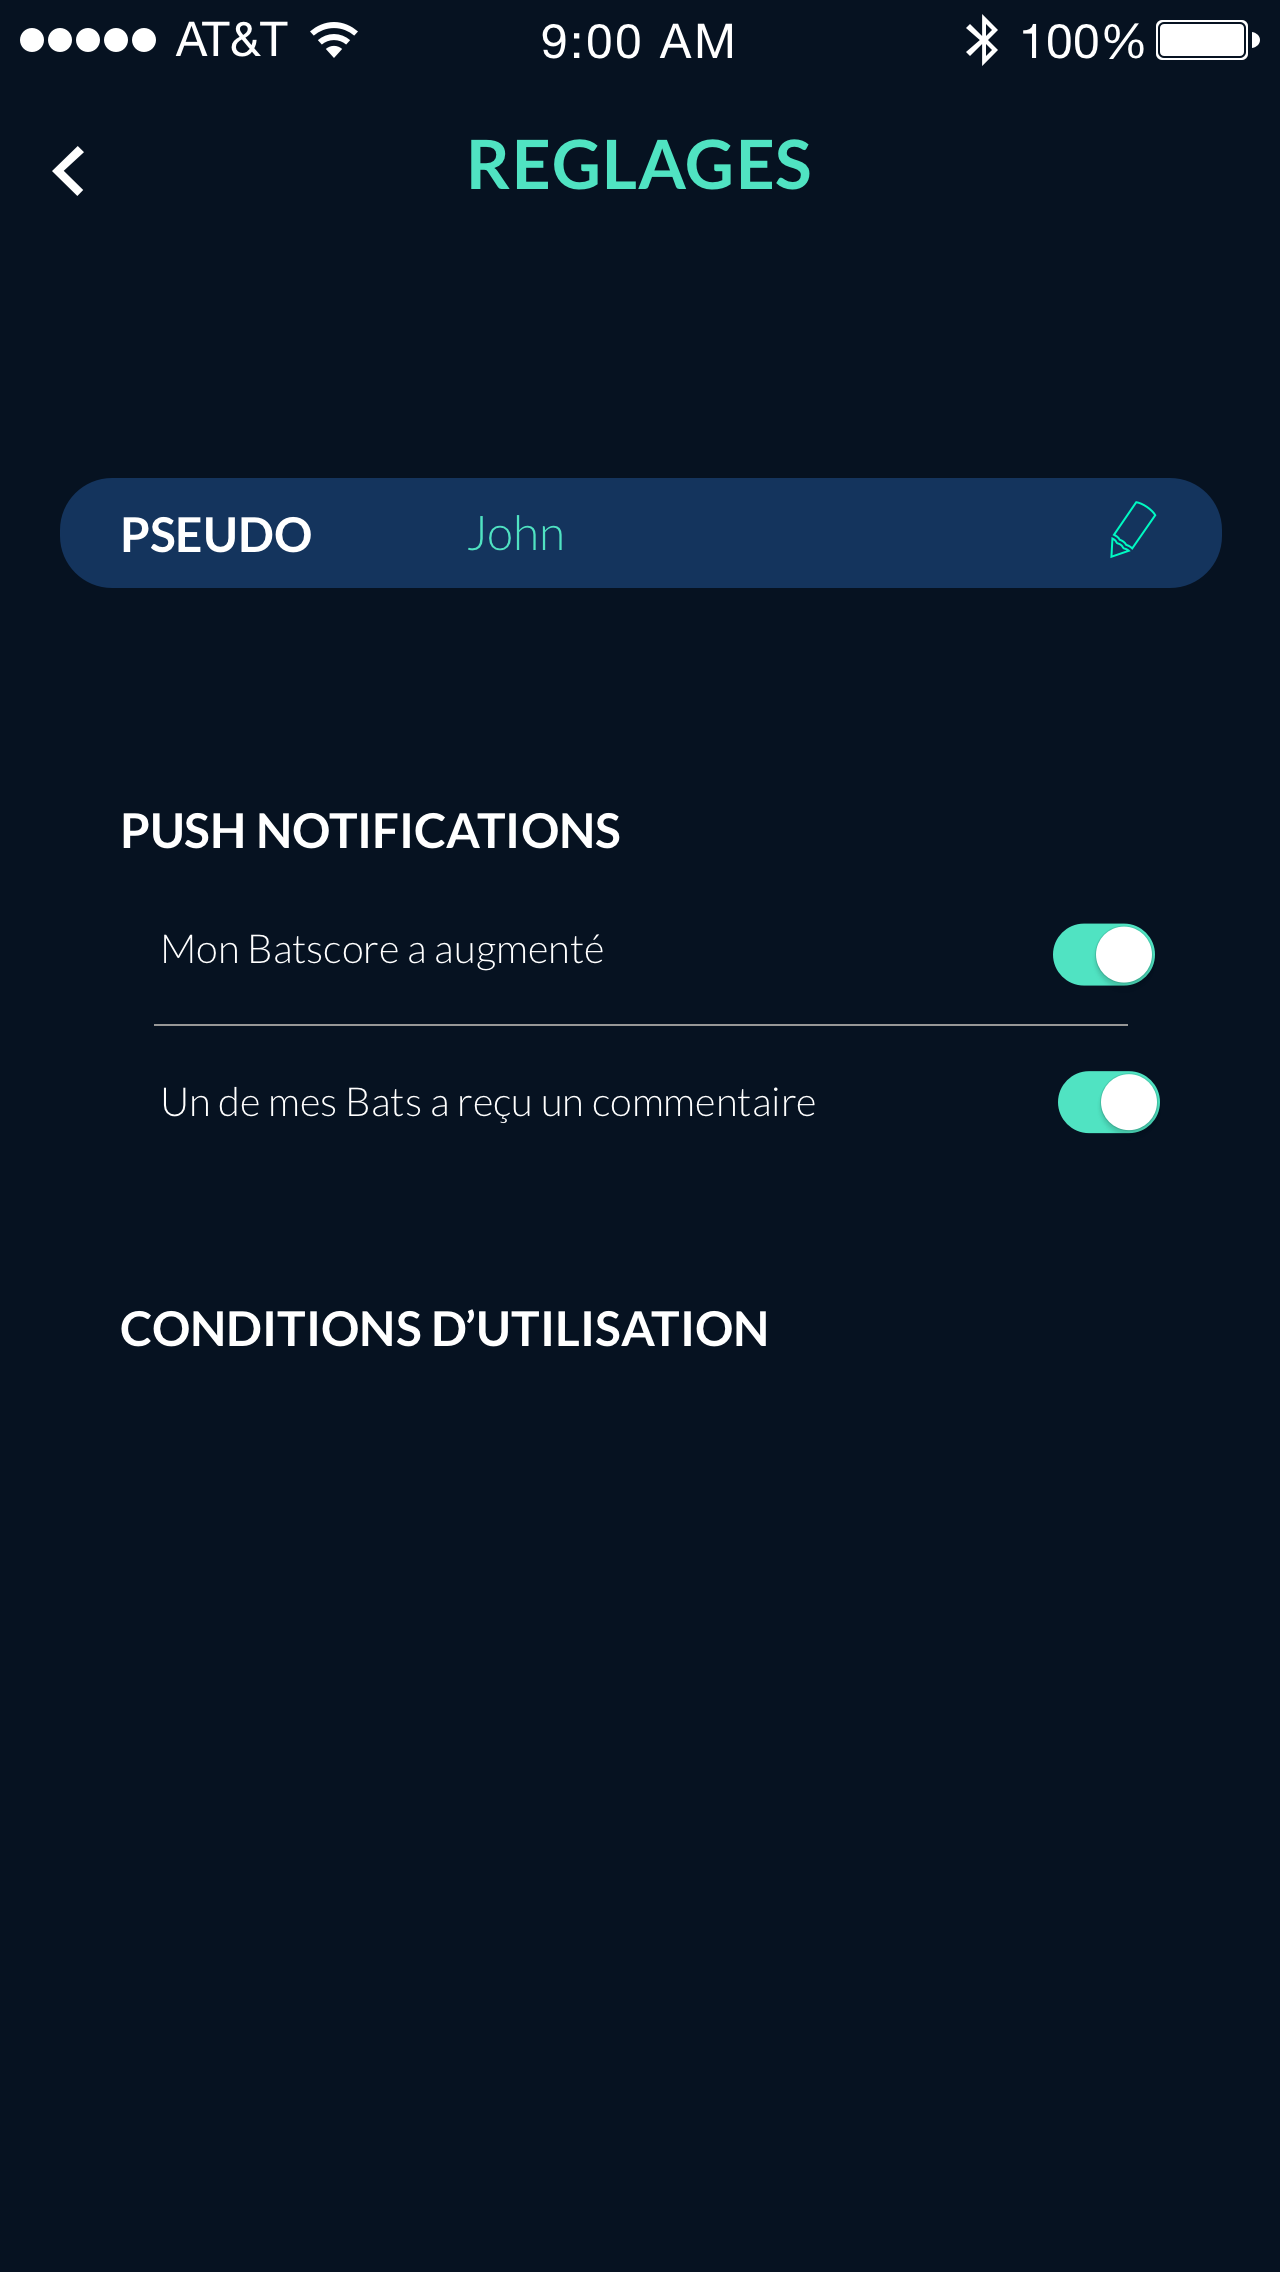 AT&T 9:00 AM 100%
REGLAGES
PSEUDO John
PUSH NOTIFICATIONS
Mon Batscore a augmenté
Un de mes Bats a reçu un commentaire
CONDITIONS D’UTILISATION